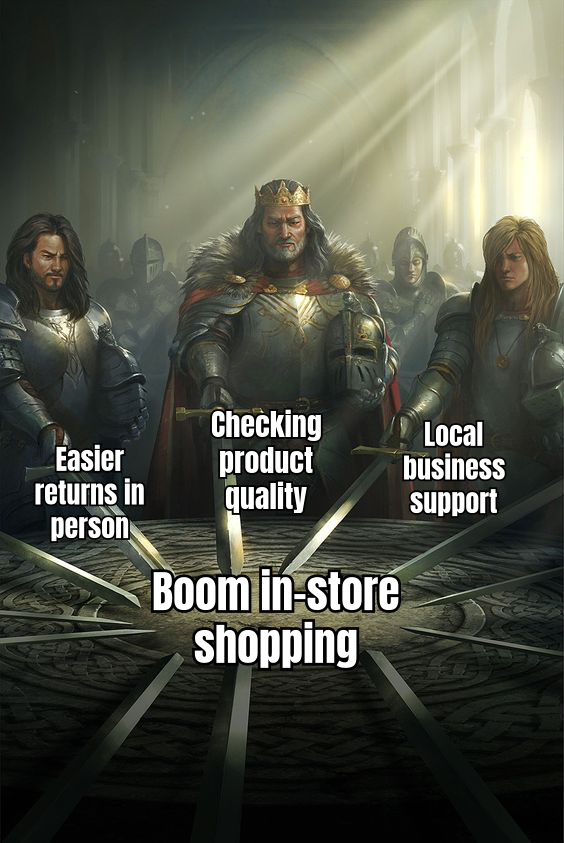 Easier
returns in
person
Checking
product
quality
Local
business
support
Boom in-store
shopping